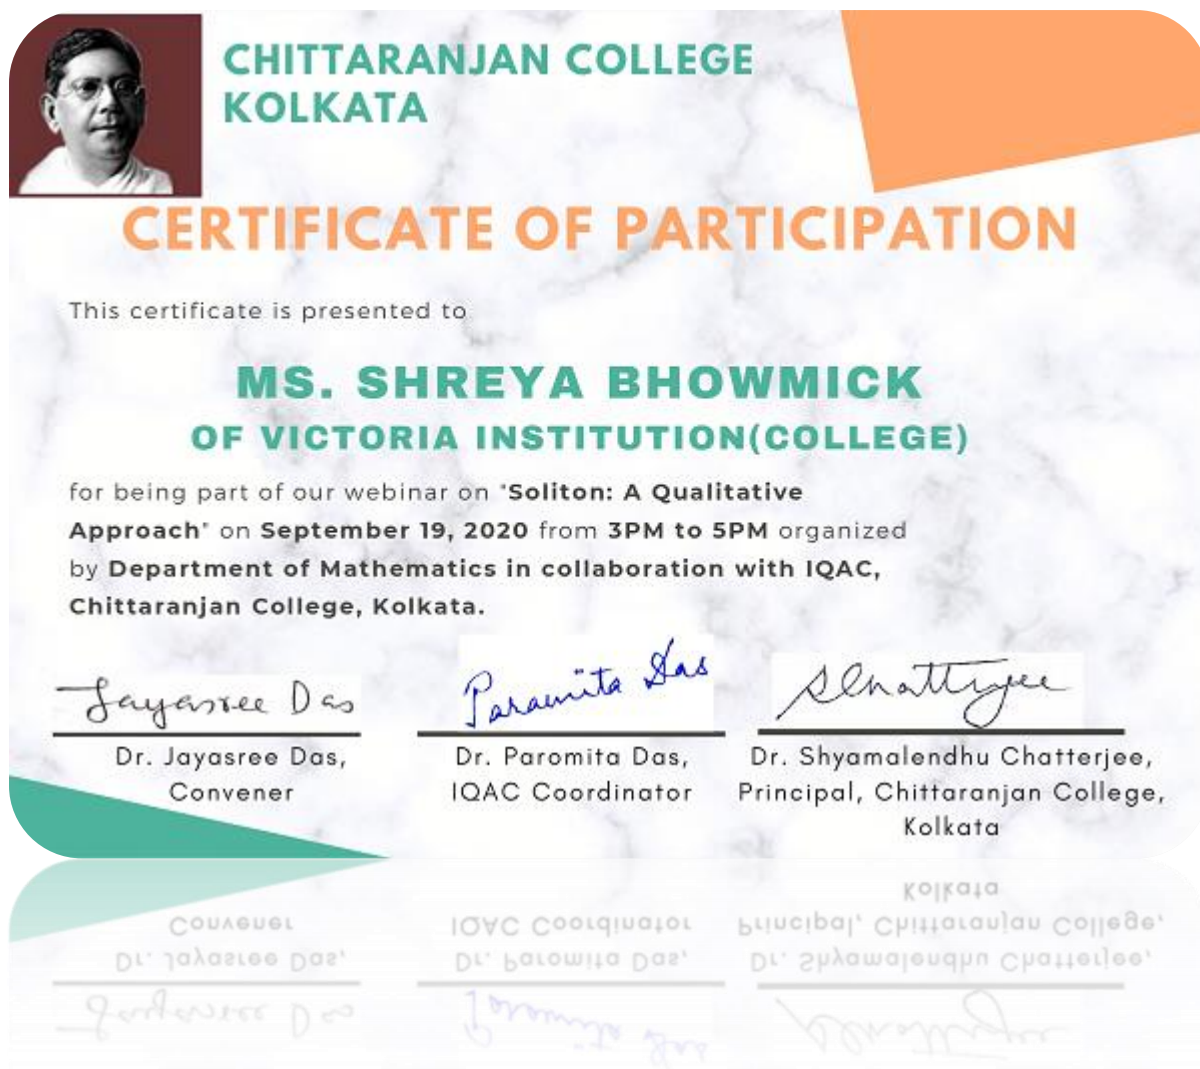 CHITTARANJAN COLLEGE
KOLKATA
CERTIFICATE OF PARTICIPATION
This certificate is presented to
MS. SHREYA BHOWMICK
OF VICTORIA INSTITUTION(COLLEGE)
for being part of our webinar on "Soliton: A Qualitative
Approach" on September 19, 2020 from 3PM to 5PM organized
by Department of Mathematics in collaboration with IQAC,
Chittaranjan College, Kolkata.
Jayasree Das
Paromita Das
SChatterjee
Dr. Jayasree Das,
Convener
Dr. Paromita Das,
IQAC Coordinator
Dr. Shyamalendhu Chatterjee,
Principal, Chittaranjan College,
Kolkata